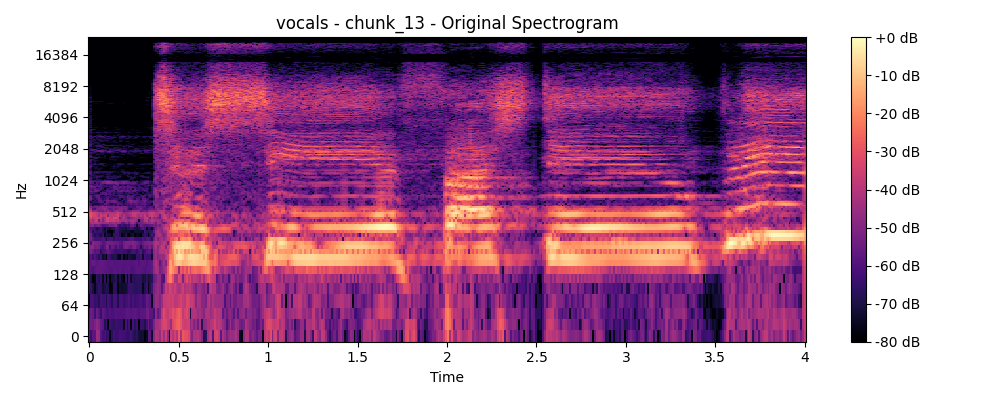 vocals - chunk_13 - Original Spectrogram
Hz
16384
8192
4096
2048
1024
512
256
128
64
0
0 0.5 1 1.5 2 2.5 3 3.5 4
Time
+0 dB
-10 dB
-20 dB
-30 dB
-40 dB
-50 dB
-60 dB
-70 dB
-80 dB